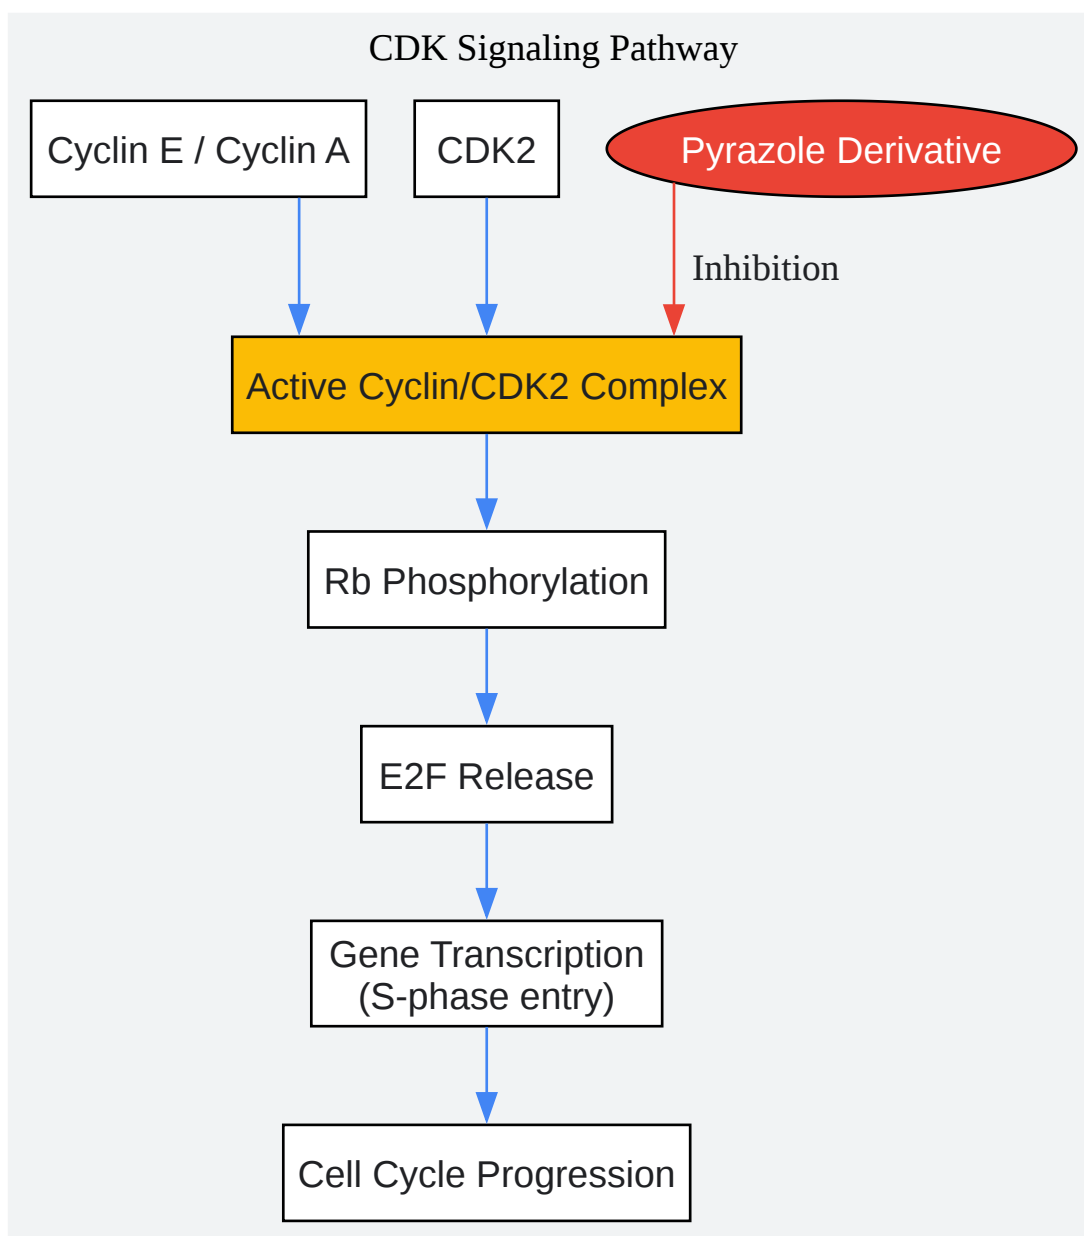 CDK Signaling Pathway
Cyclin E / Cyclin A
CDK2
Pyrazole Derivative
Inhibition
Active Cyclin/CDK2 Complex
Rb Phosphorylation
E2F Release
Gene Transcription
(S-phase entry)
Cell Cycle Progression